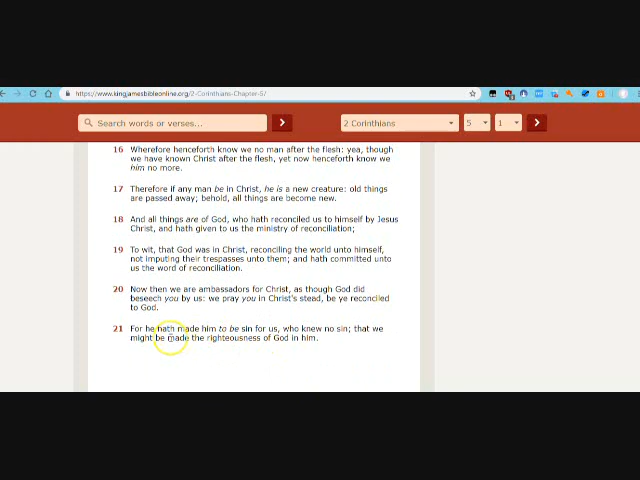 https://www.kingjamesbibleonline.org/2-Corinthians-Chapter-5/
Search words or verses...
2 Corinthians
5
1
16 Wherefore henceforth know we no man after the flesh: yea, though
we have known Christ after the flesh, yet now henceforth know we
him no more.
17 Therefore if any man be in Christ, he is a new creature: old things
are passed away; behold, all things are become new.
18 And all things are of God, who hath reconciled us to himself by Jesus
Christ, and hath given to us the ministry of reconciliation;
19 To wit, that God was in Christ, reconciling the world unto himself,
not imputing their trespasses unto them; and hath committed unto
us the word of reconciliation.
20 Now then we are ambassadors for Christ, as though God did
beseech you by us: we pray you in Christ's stead, be ye reconciled
to God.
21 For he hath made him to be sin for us, who knew no sin; that we
might be made the righteousness of God in him.